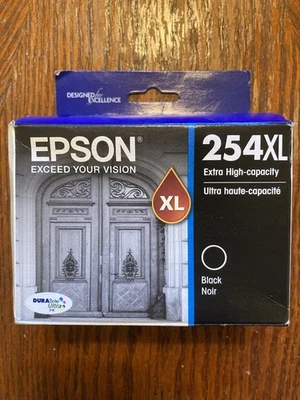 DESIGNED for
EXCELLENCE
EPSON®
EXCEED YOUR VISION
XL
254XL
Extra High-capacity
Ultra haute-capacité
Black
Noir
DURABrite
Ultra